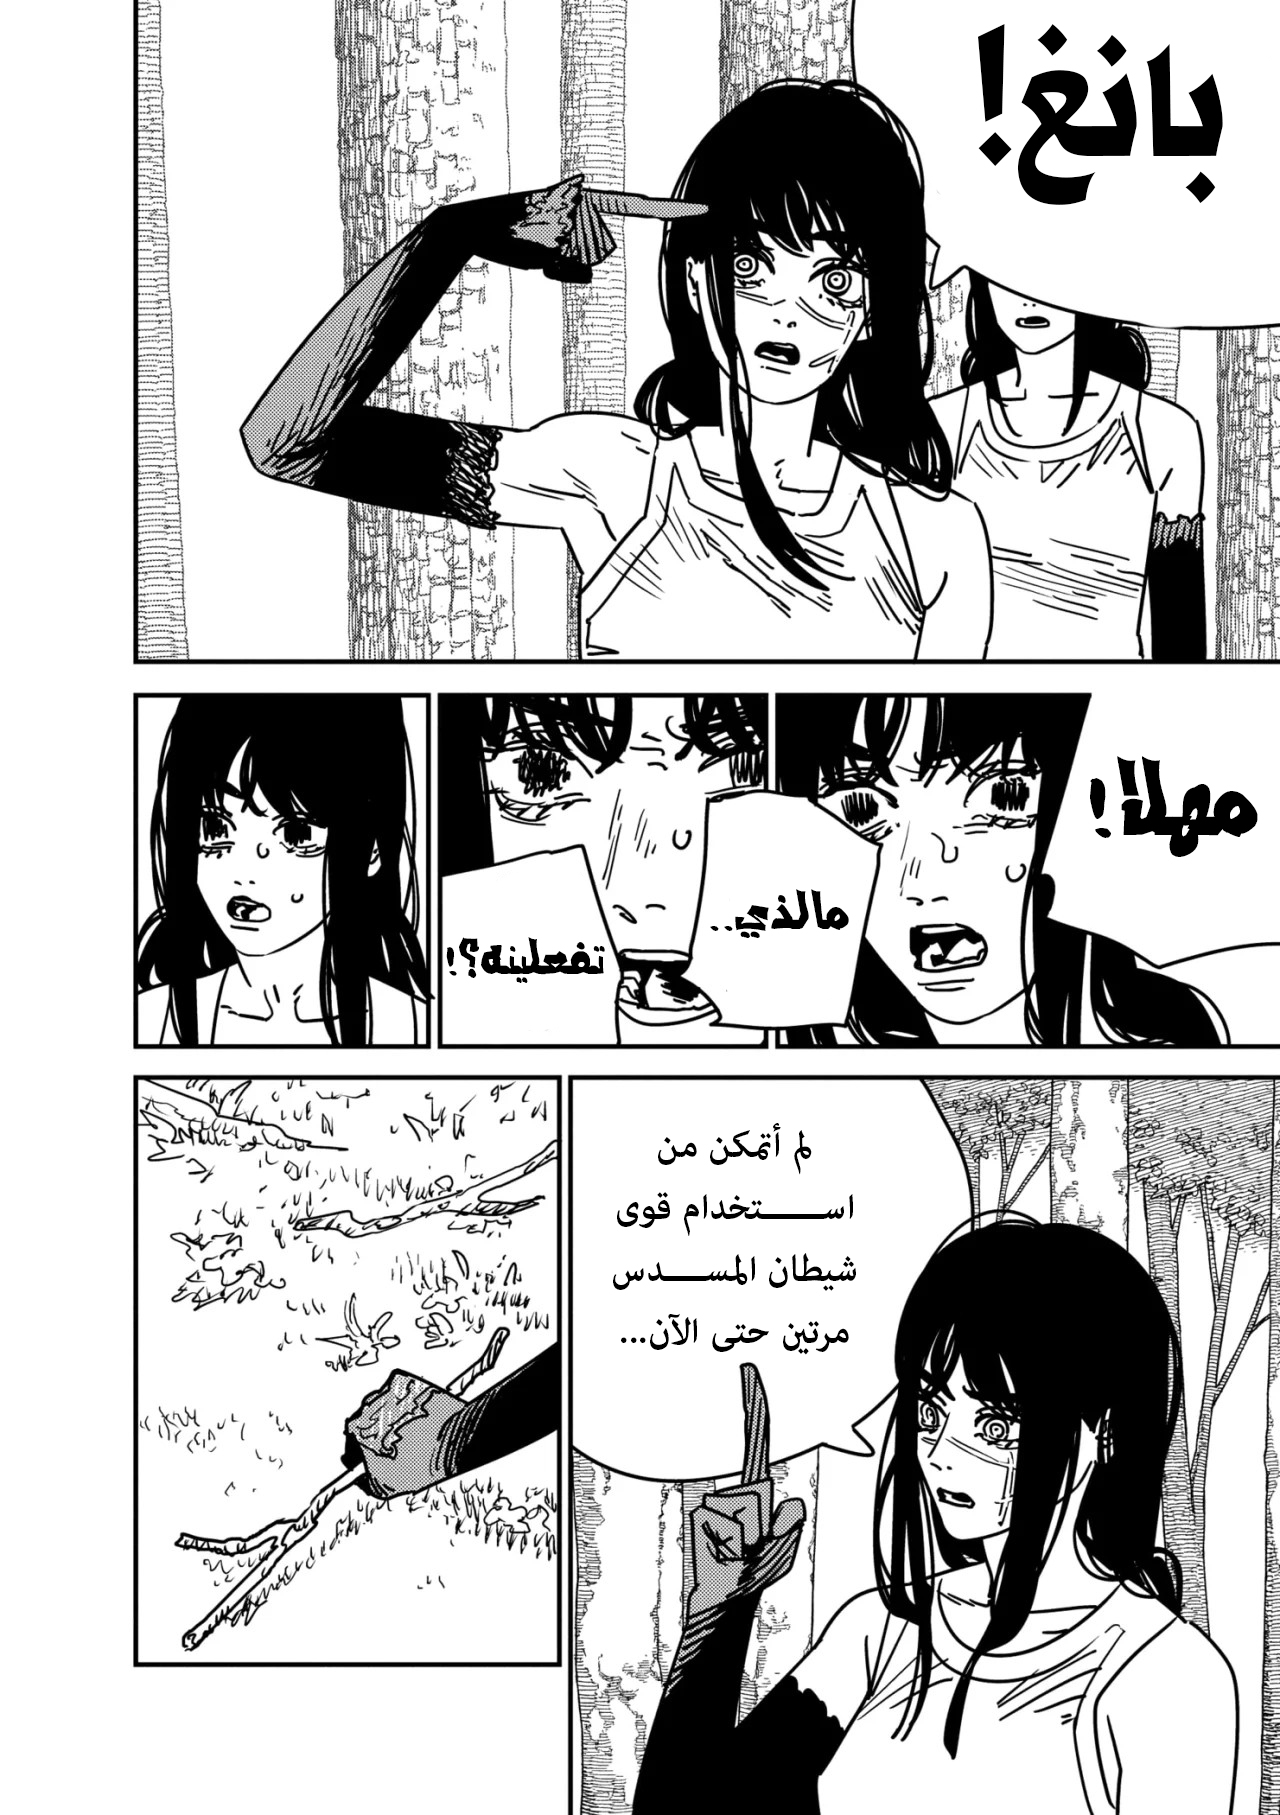 بانغ!
مهلا!
مالذي..
تفعلينه؟!
لم أتمكن من
استخدام قوى
شيطان المسدس
مرتين حتى الآن...